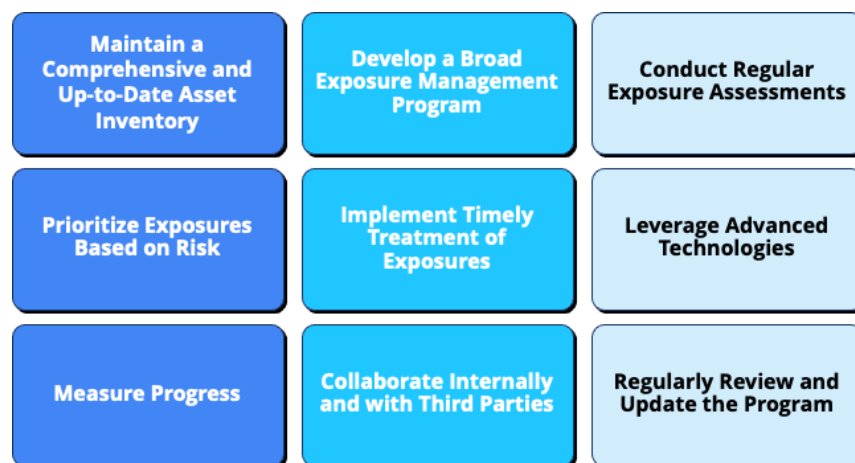 Maintain a
Comprehensive and
Up-to-Date Asset
Inventory
Develop a Broad
Exposure Management
Program
Conduct Regular
Exposure Assessments
Prioritize Exposures
Based on Risk
Implement Timely
Treatment of
Exposures
Leverage Advanced
Technologies
Measure Progress
Collaborate Internally
and with Third Parties
Regularly Review and
Update the Program